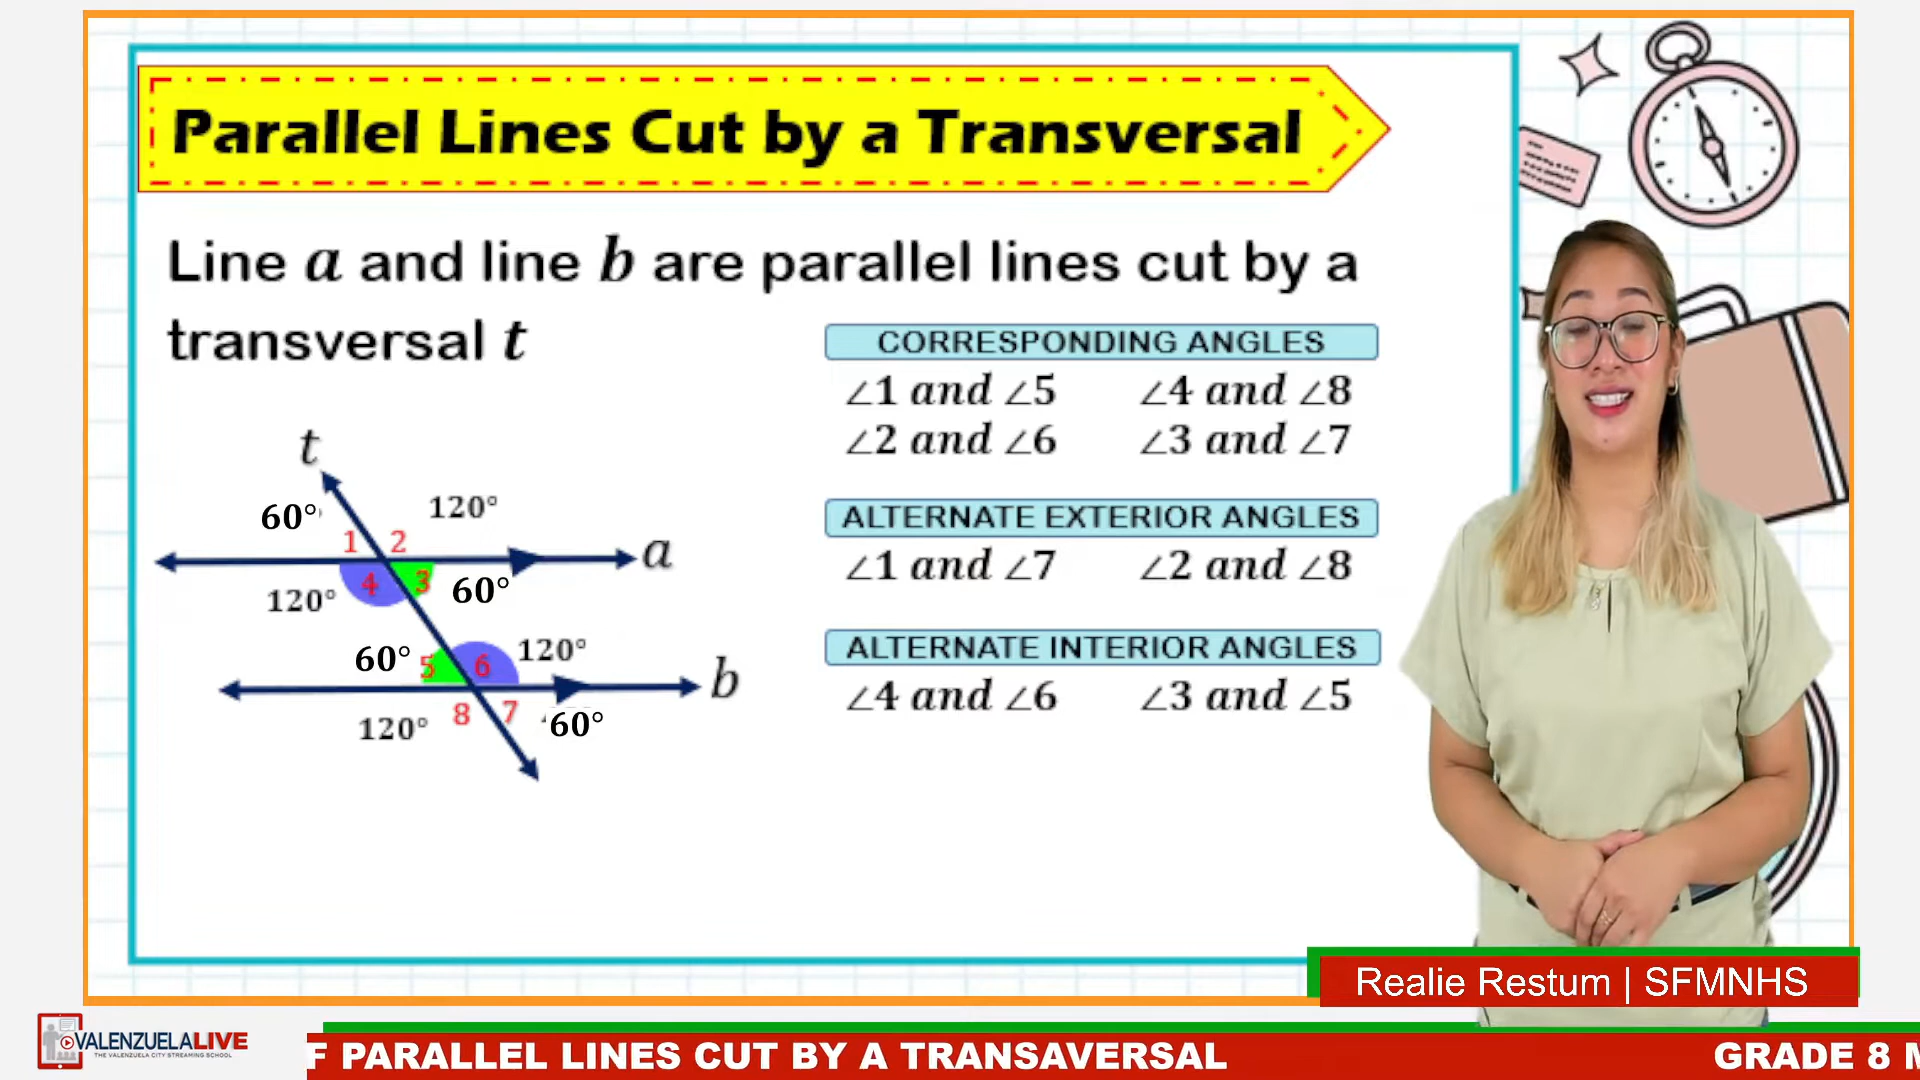 Parallel Lines Cut by a Transversal
Line a and line b are parallel lines cut by a
transversal t
CORRESPONDING ANGLES
∠1 and ∠5 ∠4 and ∠8
∠2 and ∠6 ∠3 and ∠7
ALTERNATE EXTERIOR ANGLES
∠1 and ∠7 ∠2 and ∠8
ALTERNATE INTERIOR ANGLES
∠4 and ∠6 ∠3 and ∠5
t
60° 120°
1 2
a
4 3
120° 60°
60° 5 6 120°
b
120° 8 7 60°
Realie Restum | SFMNHS
VALENZUELALIVE
THE VALENZUELA CITY STREAMING SCHOOL
F PARALLEL LINES CUT BY A TRANSAVERSAL GRADE 8 M